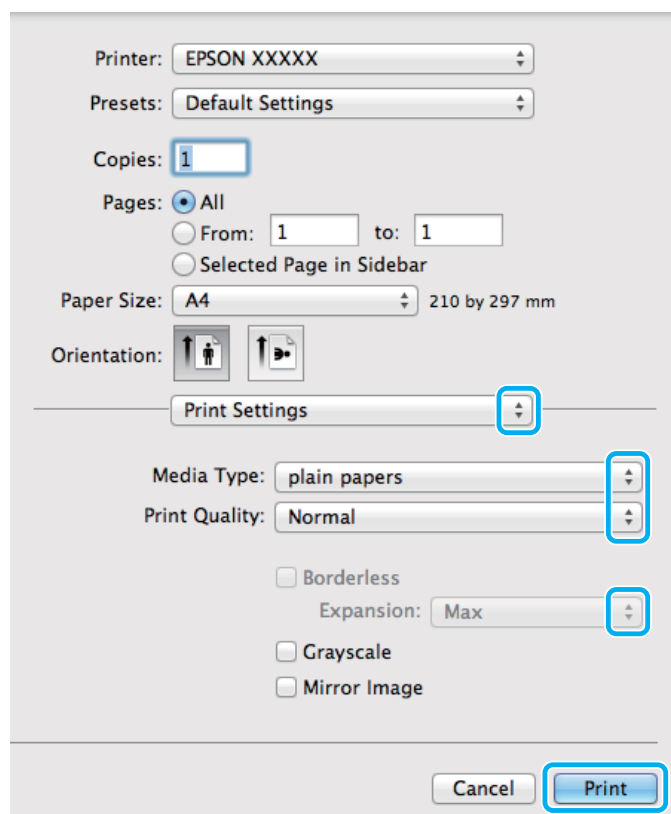 Printer: EPSON XXXXX
Presets: Default Settings
Copies: 1
Pages: All
From: 1 to: 1
Selected Page in Sidebar
Paper Size: A4 210 by 297 mm
Orientation:
Print Settings
Media Type: plain papers
Print Quality: Normal
Borderless
Expansion: Max
Grayscale
Mirror Image
Cancel Print